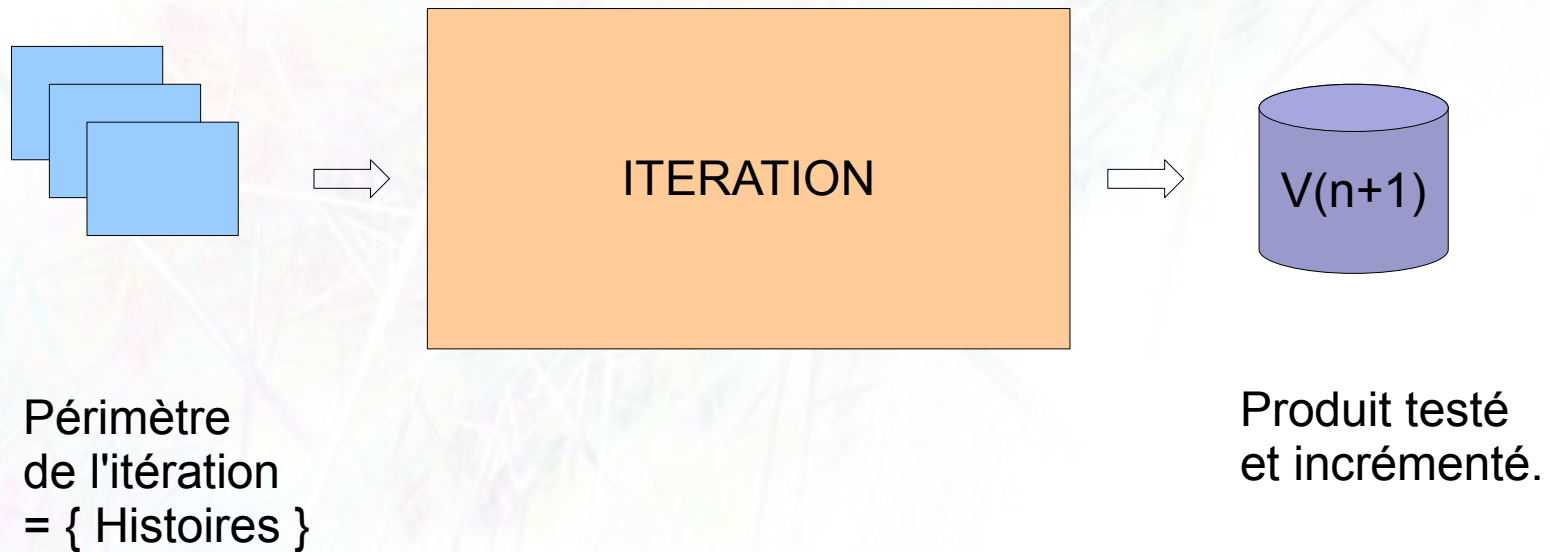 ITERATION
V(n+1)
Périmètre
de l'itération
= { Histoires }
Produit testé
et incrémenté.